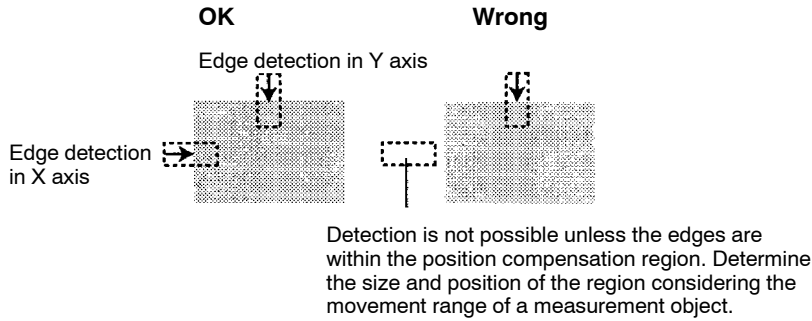 OK
Wrong
Edge detection in Y axis
Edge detection
in X axis
Detection is not possible unless the edges are
within the position compensation region. Determine
the size and position of the region considering the
movement range of a measurement object.